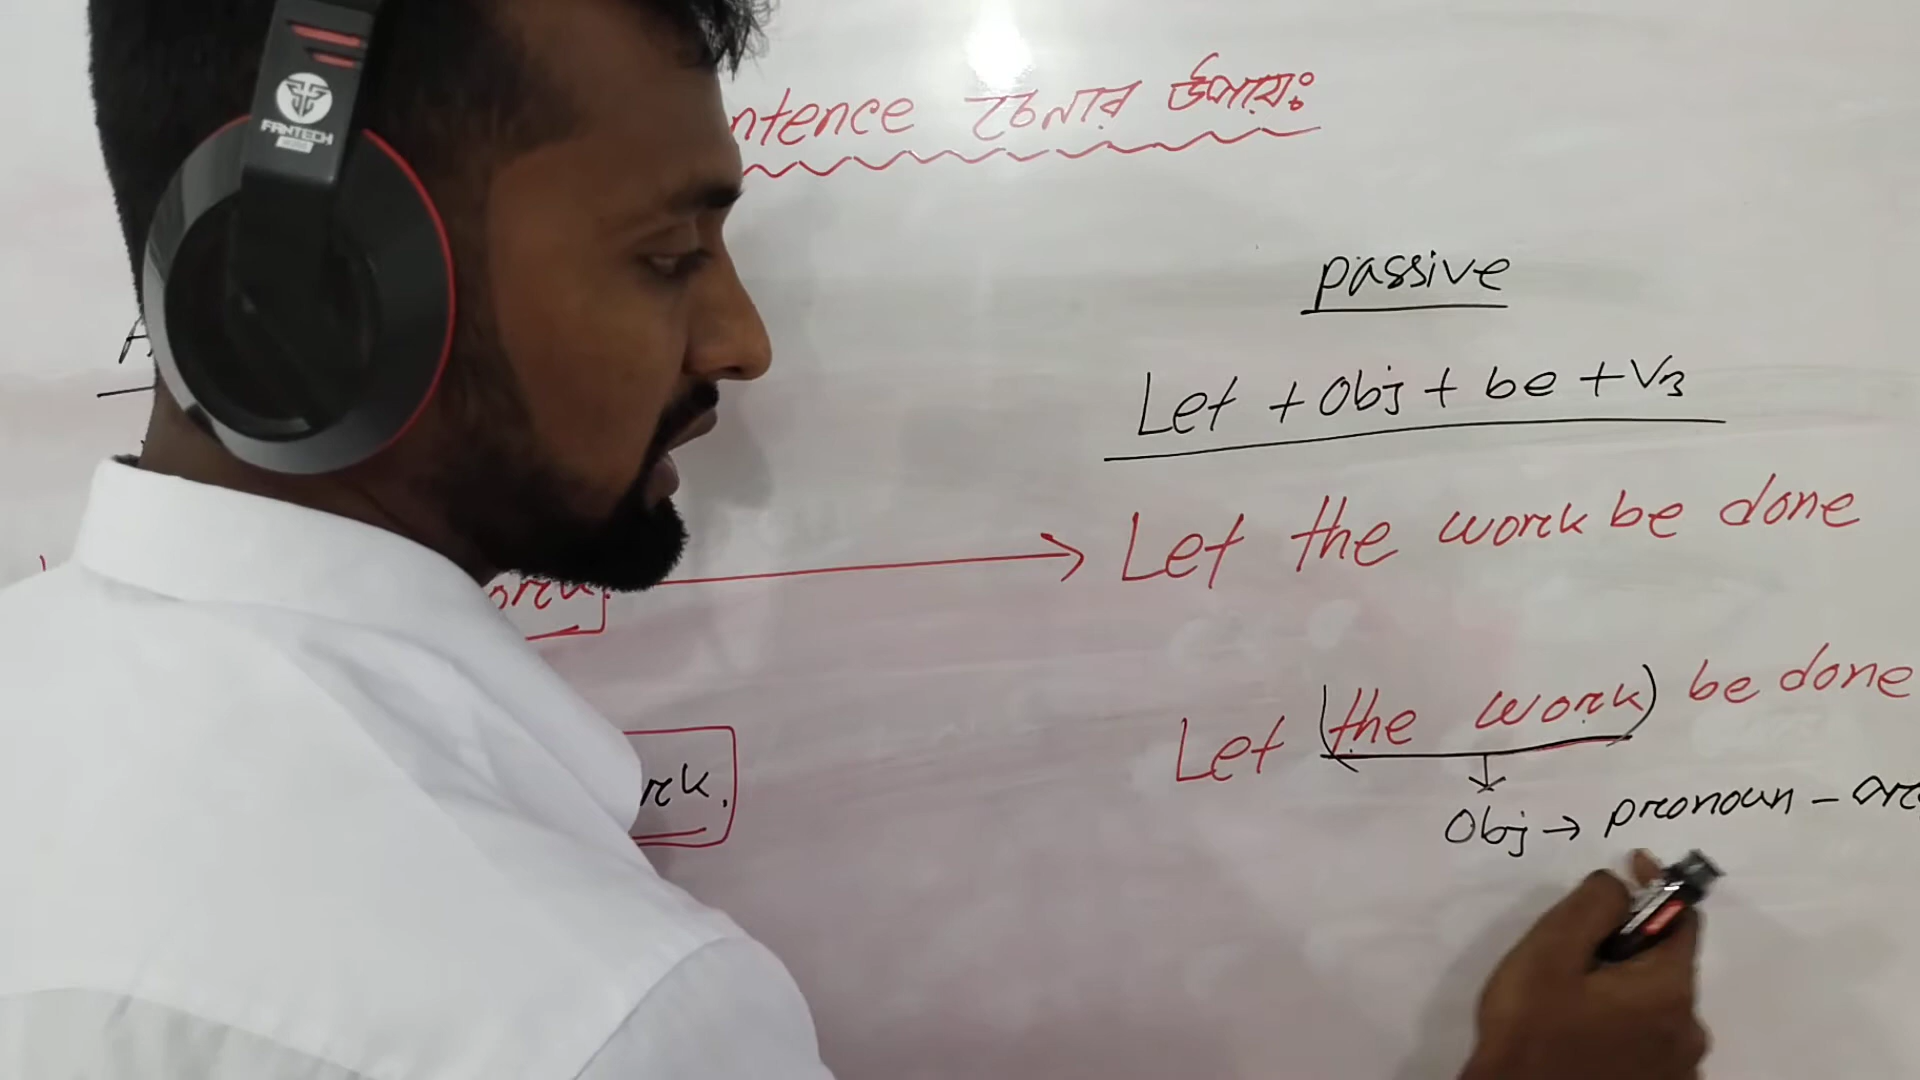 FANTECH
ntence চেনার উপায়ঃ
passive
Let + Obj + be + V3
Let the work be done
ork.
Let (the work) be done
rk.
Obj → pronoun –